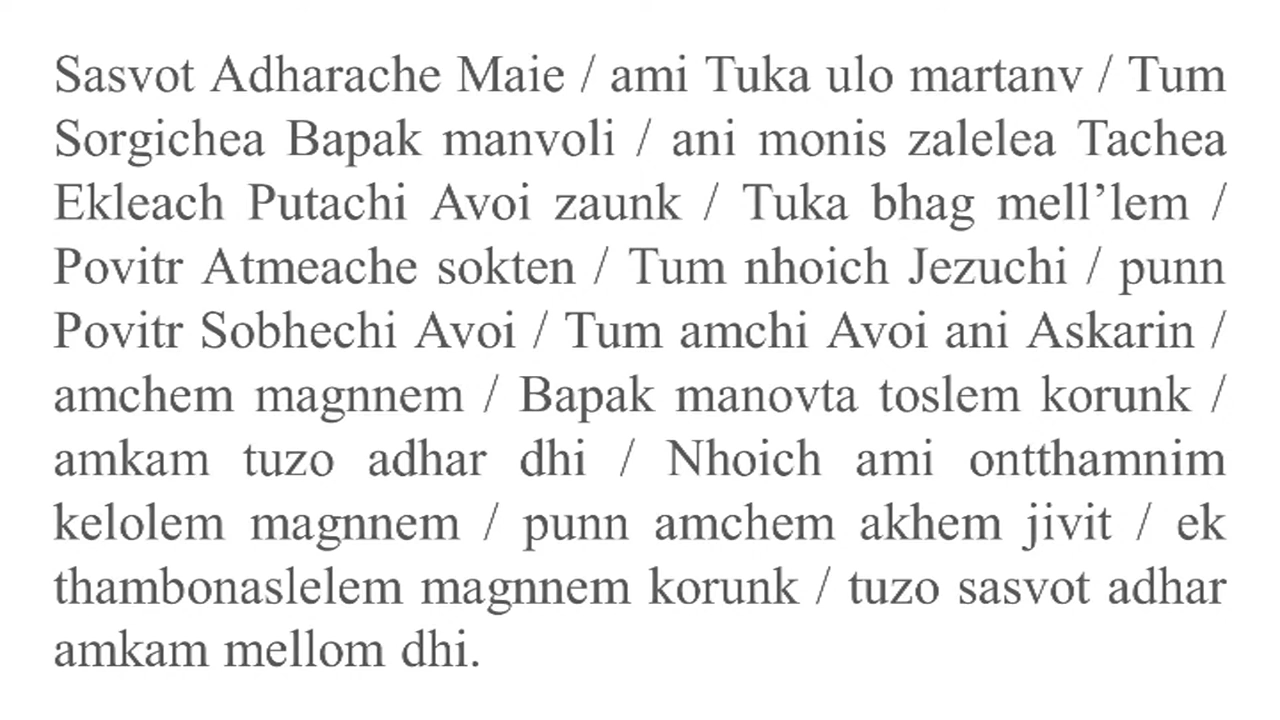 Sasvot Adharache Maie / ami Tuka ulo martanv / Tum
Sorgichea Bapak manvoli / ani monis zalelea Tachea
Ekleach Putachi Avoi zaunk / Tuka bhag mell’lem /
Povitr Atmeache sokten / Tum nhoich Jezuchi / punn
Povitr Sobhechi Avoi / Tum amchi Avoi ani Askarin /
amchem magnnem / Bapak manovta toslem korunk /
amkam tuzo adhar dhi / Nhoich ami ontthamnim
kelolem magnnem / punn amchem akhem jivit / ek
thambonaslelem magnnem korunk / tuzo sasvot adhar
amkam mellom dhi.